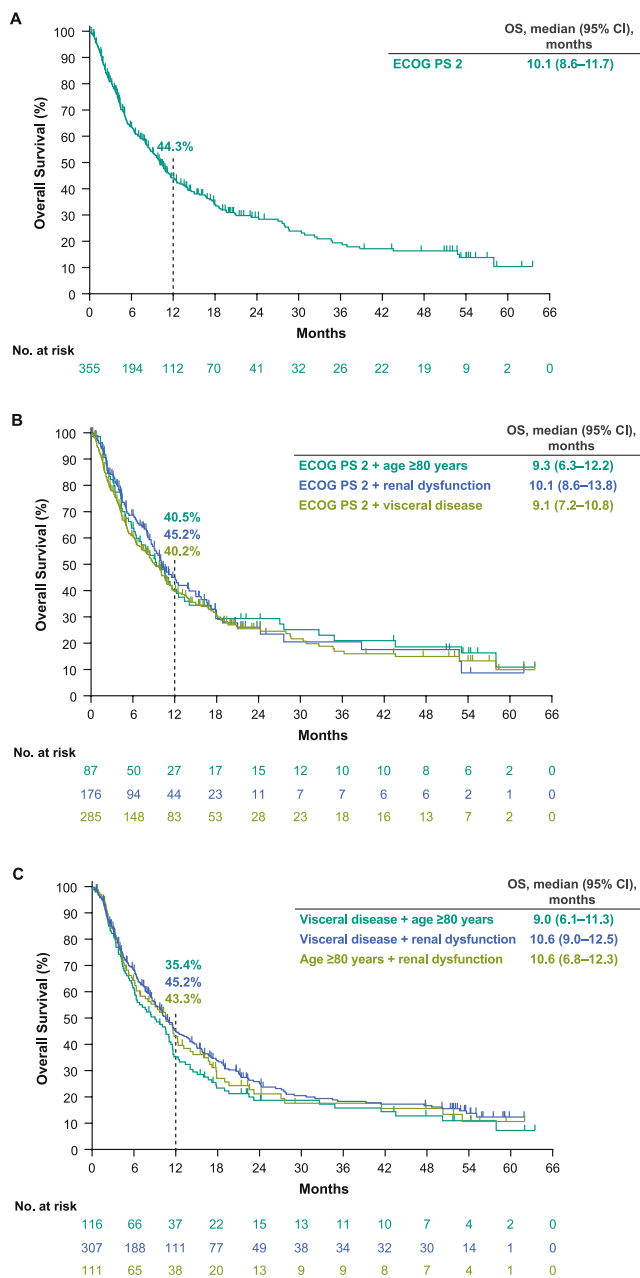 A
OS, median (95% CI),
months
ECOG PS 2 10.1 (8.6–11.7)
Overall Survival (%)
100
90
80
70
60
50
40
30
20
10
0
44.3%
0 6 12 18 24 30 36 42 48 54 60 66
Months
No. at risk
355 194 112 70 41 32 26 22 19 9 2 0
B
OS, median (95% CI),
months
ECOG PS 2 + age ≥80 years 9.3 (6.3–12.2)
ECOG PS 2 + renal dysfunction 10.1 (8.6–13.8)
ECOG PS 2 + visceral disease 9.1 (7.2–10.8)
Overall Survival (%)
100
90
80
70
60
50
40
30
20
10
0
40.5%
45.2%
40.2%
0 6 12 18 24 30 36 42 48 54 60 66
Months
No. at risk
87 50 27 17 15 12 10 10 8 6 2 0
176 94 44 23 11 7 7 6 6 2 1 0
285 148 83 53 28 23 18 16 13 7 2 0
C
OS, median (95% CI),
months
Visceral disease + age ≥80 years 9.0 (6.1–11.3)
Visceral disease + renal dysfunction 10.6 (9.0–12.5)
Age ≥80 years + renal dysfunction 10.6 (6.8–12.3)
Overall Survival (%)
100
90
80
70
60
50
40
30
20
10
0
35.4%
45.2%
43.3%
0 6 12 18 24 30 36 42 48 54 60 66
Months
No. at risk
116 66 37 22 15 13 11 10 7 4 2 0
307 188 111 77 49 38 34 32 30 14 1 0
111 65 38 20 13 9 9 8 7 4 1 0